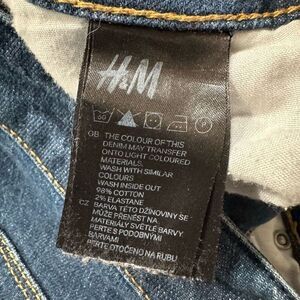 H&M
GB: THE COLOUR OF THIS
DENIM MAY TRANSFER
ONTO LIGHT COLOURED
MATERIALS.
WASH WITH SIMILAR
COLOURS
WASH INSIDE OUT
98% COTTON
2% ELASTANE
CZ BARVA TÉTO DŽÍNOVINY SE
MŮŽE PŘENÉST NA
MATERIÁLY SVĚTLÉ BARVY
PERTE S PODOBNÝMI
BARVAMI
PERTE OTOČENO NA RUBU